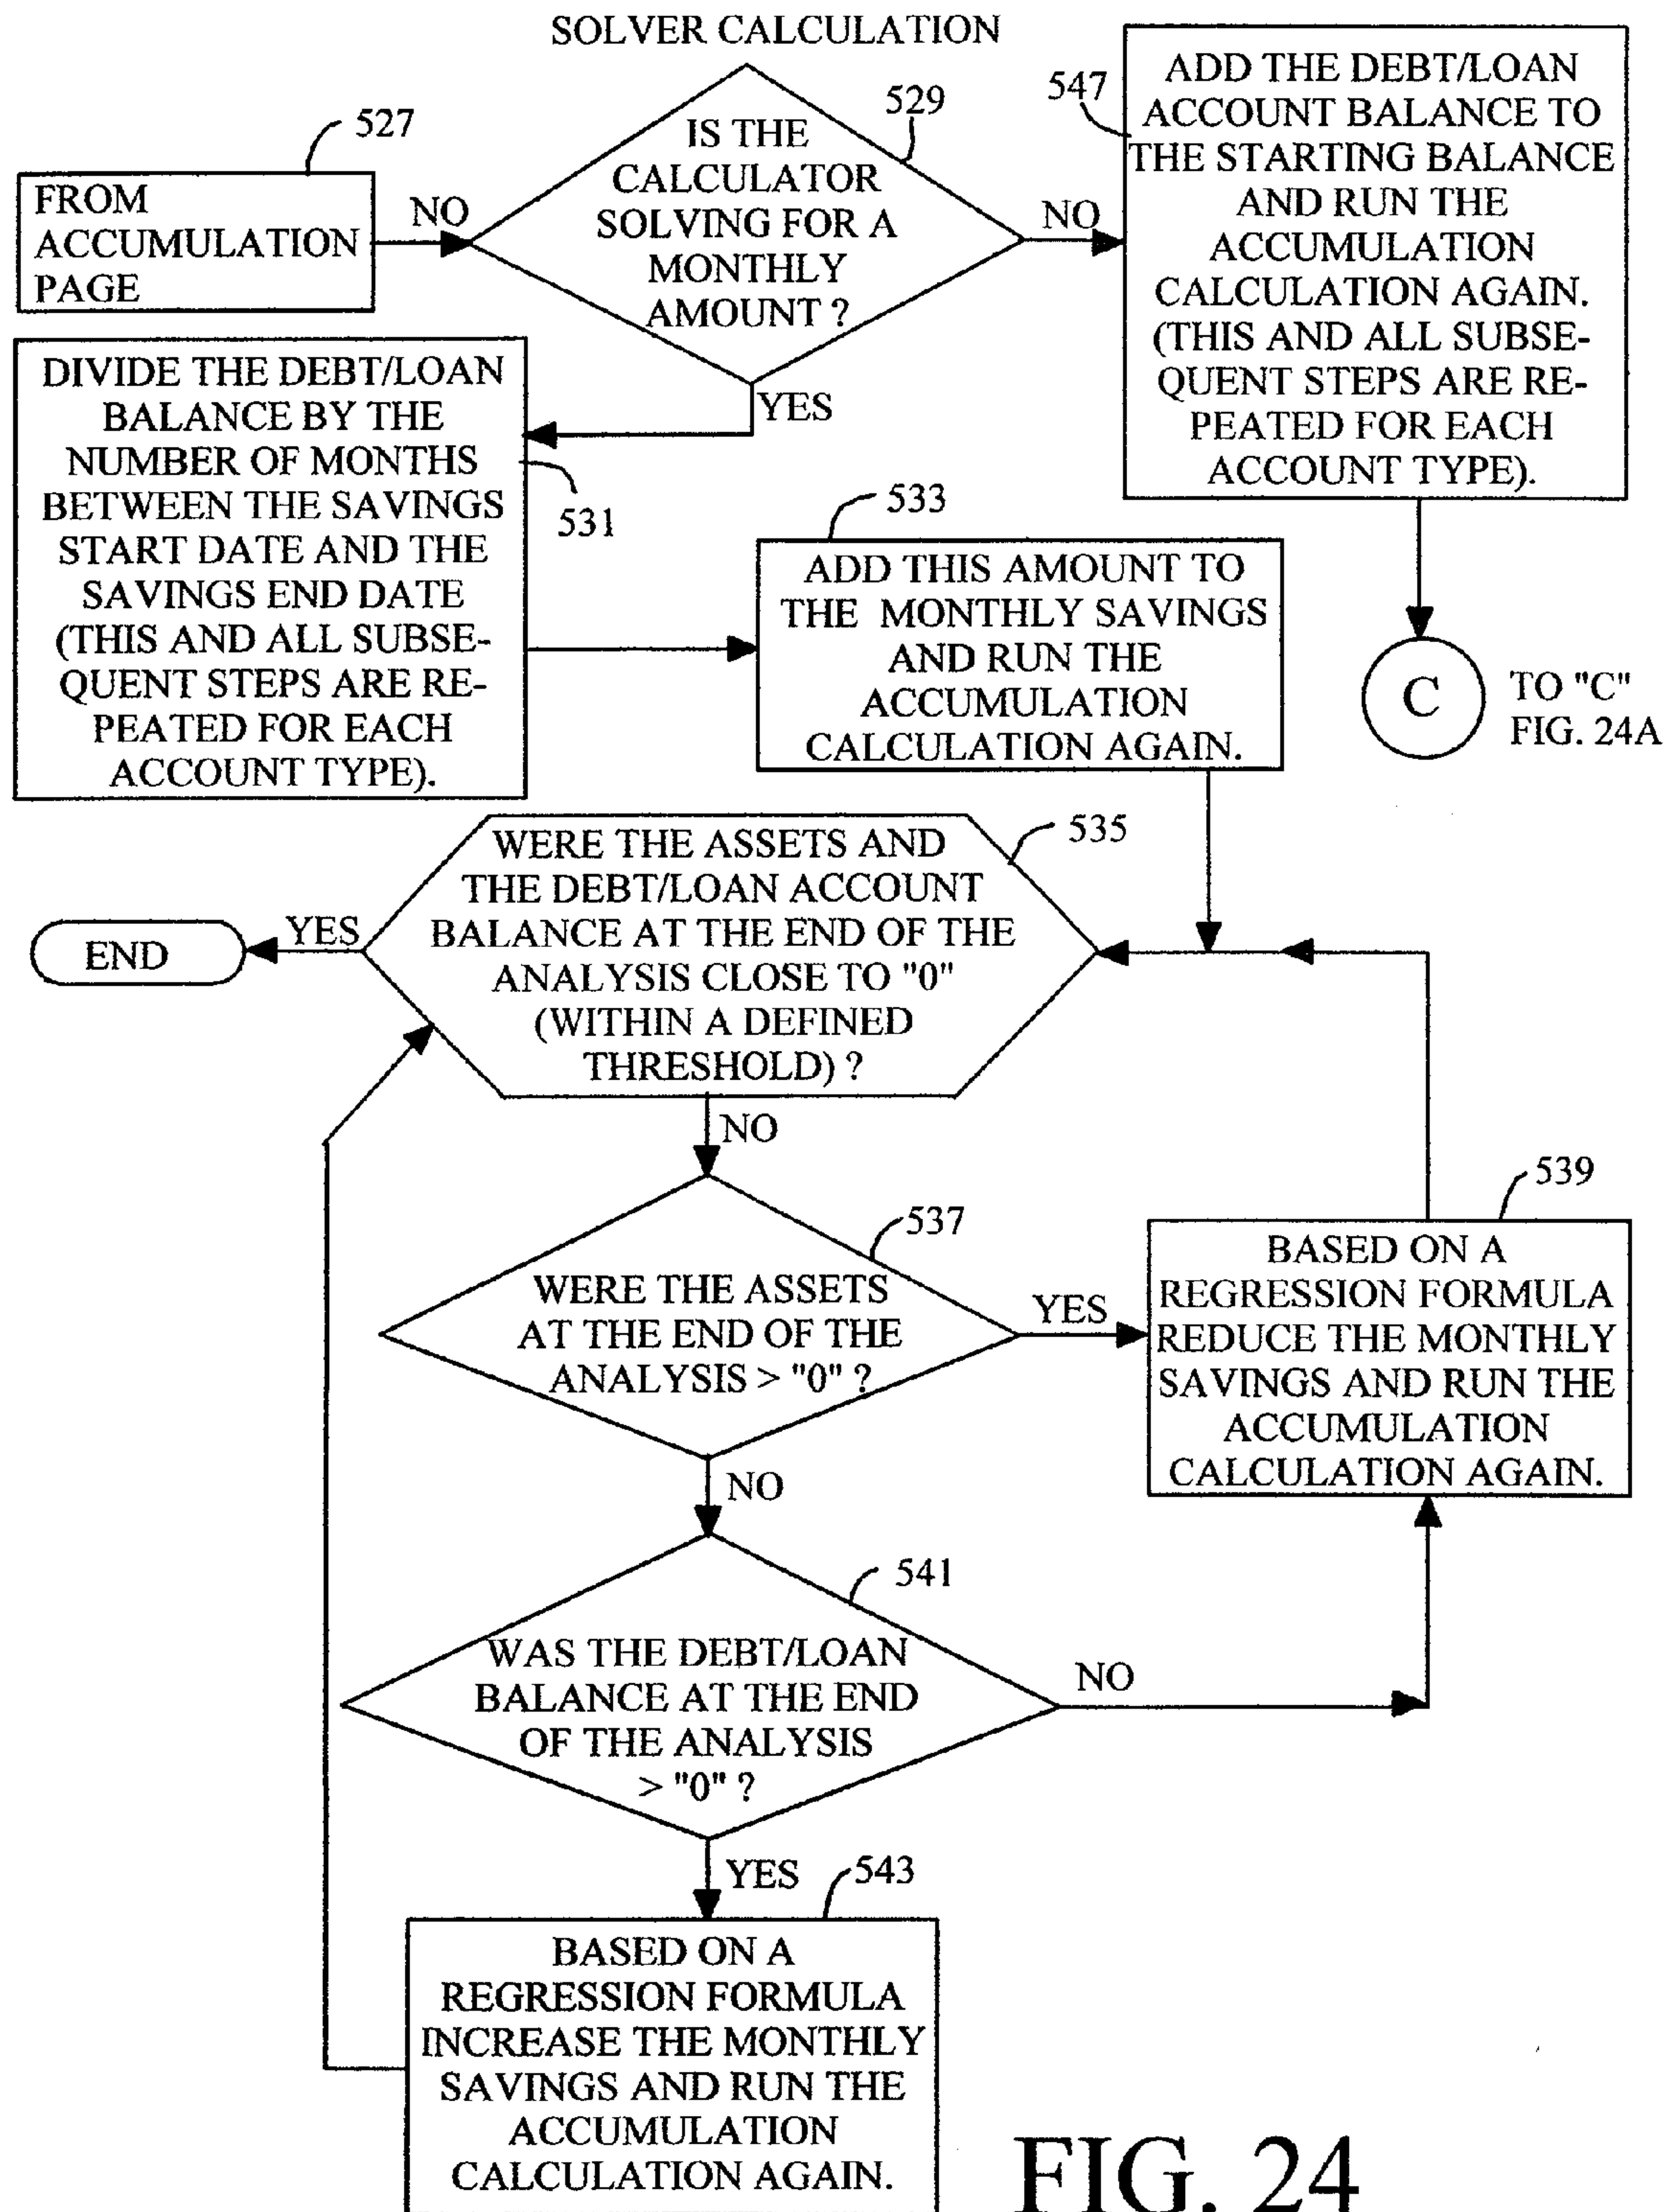 SOLVER CALCULATION
527
FROM
ACCUMULATION
PAGE
NO
529
IS THE
CALCULATOR
SOLVING FOR A
MONTHLY
AMOUNT ?
NO
YES
547
ADD THE DEBT/LOAN
ACCOUNT BALANCE TO
THE STARTING BALANCE
AND RUN THE
ACCUMULATION
CALCULATION AGAIN.
(THIS AND ALL SUBSE-
QUENT STEPS ARE RE-
PEATED FOR EACH
ACCOUNT TYPE).
C
TO "C"
FIG. 24A
DIVIDE THE DEBT/LOAN
BALANCE BY THE
NUMBER OF MONTHS
BETWEEN THE SAVINGS
START DATE AND THE
SAVINGS END DATE
(THIS AND ALL SUBSE-
QUENT STEPS ARE RE-
PEATED FOR EACH
ACCOUNT TYPE).
531
533
ADD THIS AMOUNT TO
THE MONTHLY SAVINGS
AND RUN THE
ACCUMULATION
CALCULATION AGAIN.
535
WERE THE ASSETS AND
THE DEBT/LOAN ACCOUNT
BALANCE AT THE END OF THE
ANALYSIS CLOSE TO "0"
(WITHIN A DEFINED
THRESHOLD) ?
YES
END
NO
537
WERE THE ASSETS
AT THE END OF THE
ANALYSIS > "0" ?
YES
539
BASED ON A
REGRESSION FORMULA
REDUCE THE MONTHLY
SAVINGS AND RUN THE
ACCUMULATION
CALCULATION AGAIN.
NO
541
WAS THE DEBT/LOAN
BALANCE AT THE END
OF THE ANALYSIS
> "0" ?
NO
YES
543
BASED ON A
REGRESSION FORMULA
INCREASE THE MONTHLY
SAVINGS AND RUN THE
ACCUMULATION
CALCULATION AGAIN.
FIG. 24